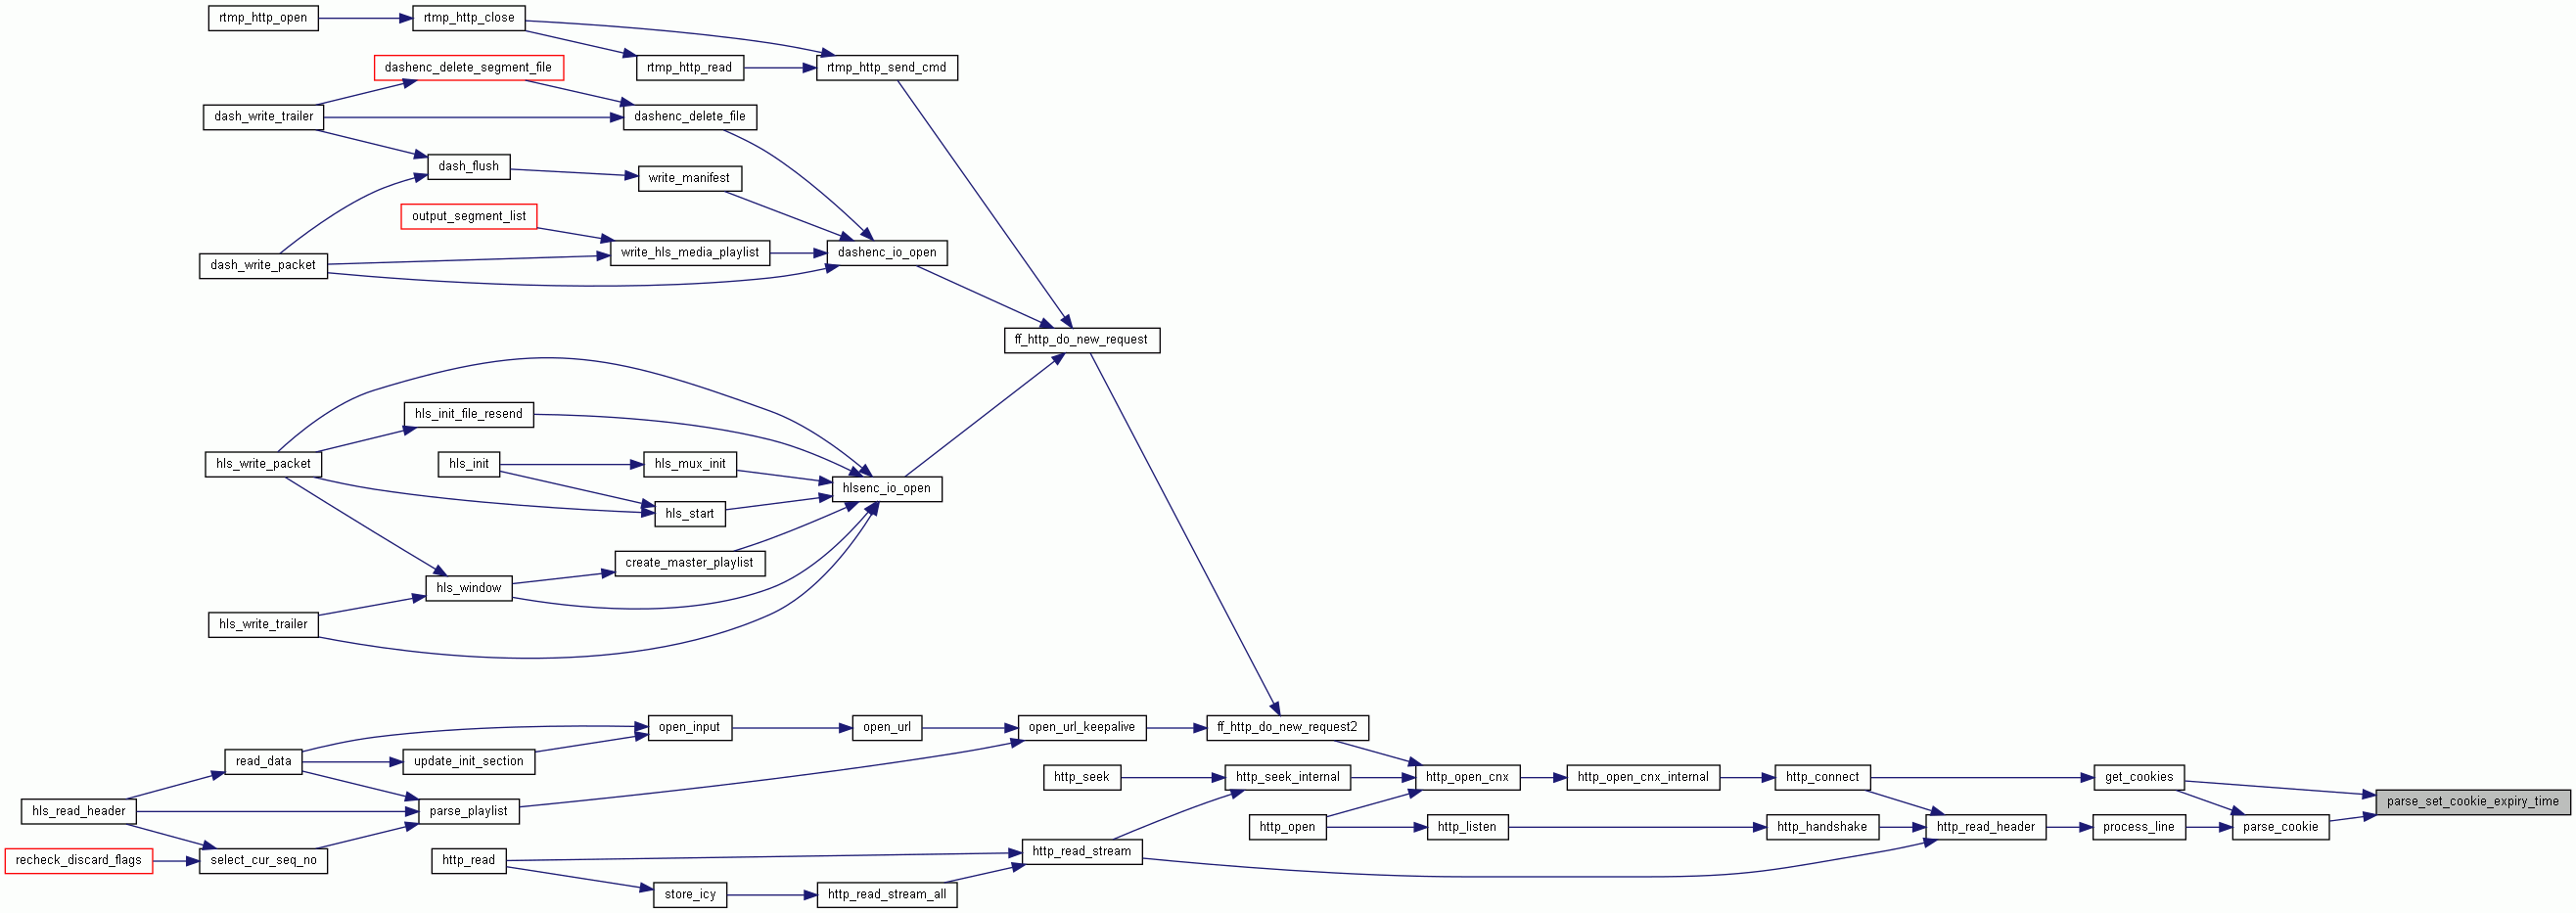 rtmp_http_open
rtmp_http_close
dashenc_delete_segment_file
rtmp_http_read
rtmp_http_send_cmd
dash_write_trailer
dashenc_delete_file
dash_flush
write_manifest
output_segment_list
write_hls_media_playlist
dashenc_io_open
dash_write_packet
ff_http_do_new_request
hls_init_file_resend
hls_write_packet
hls_init
hls_mux_init
hlsenc_io_open
hls_start
create_master_playlist
hls_window
hls_write_trailer
open_input
open_url
open_url_keepalive
ff_http_do_new_request2
read_data
update_init_section
http_seek
http_seek_internal
http_open_cnx
http_open_cnx_internal
http_connect
get_cookies
parse_set_cookie_expiry_time
hls_read_header
parse_playlist
http_open
http_listen
http_handshake
http_read_header
process_line
parse_cookie
recheck_discard_flags
select_cur_seq_no
http_read
http_read_stream
store_icy
http_read_stream_all